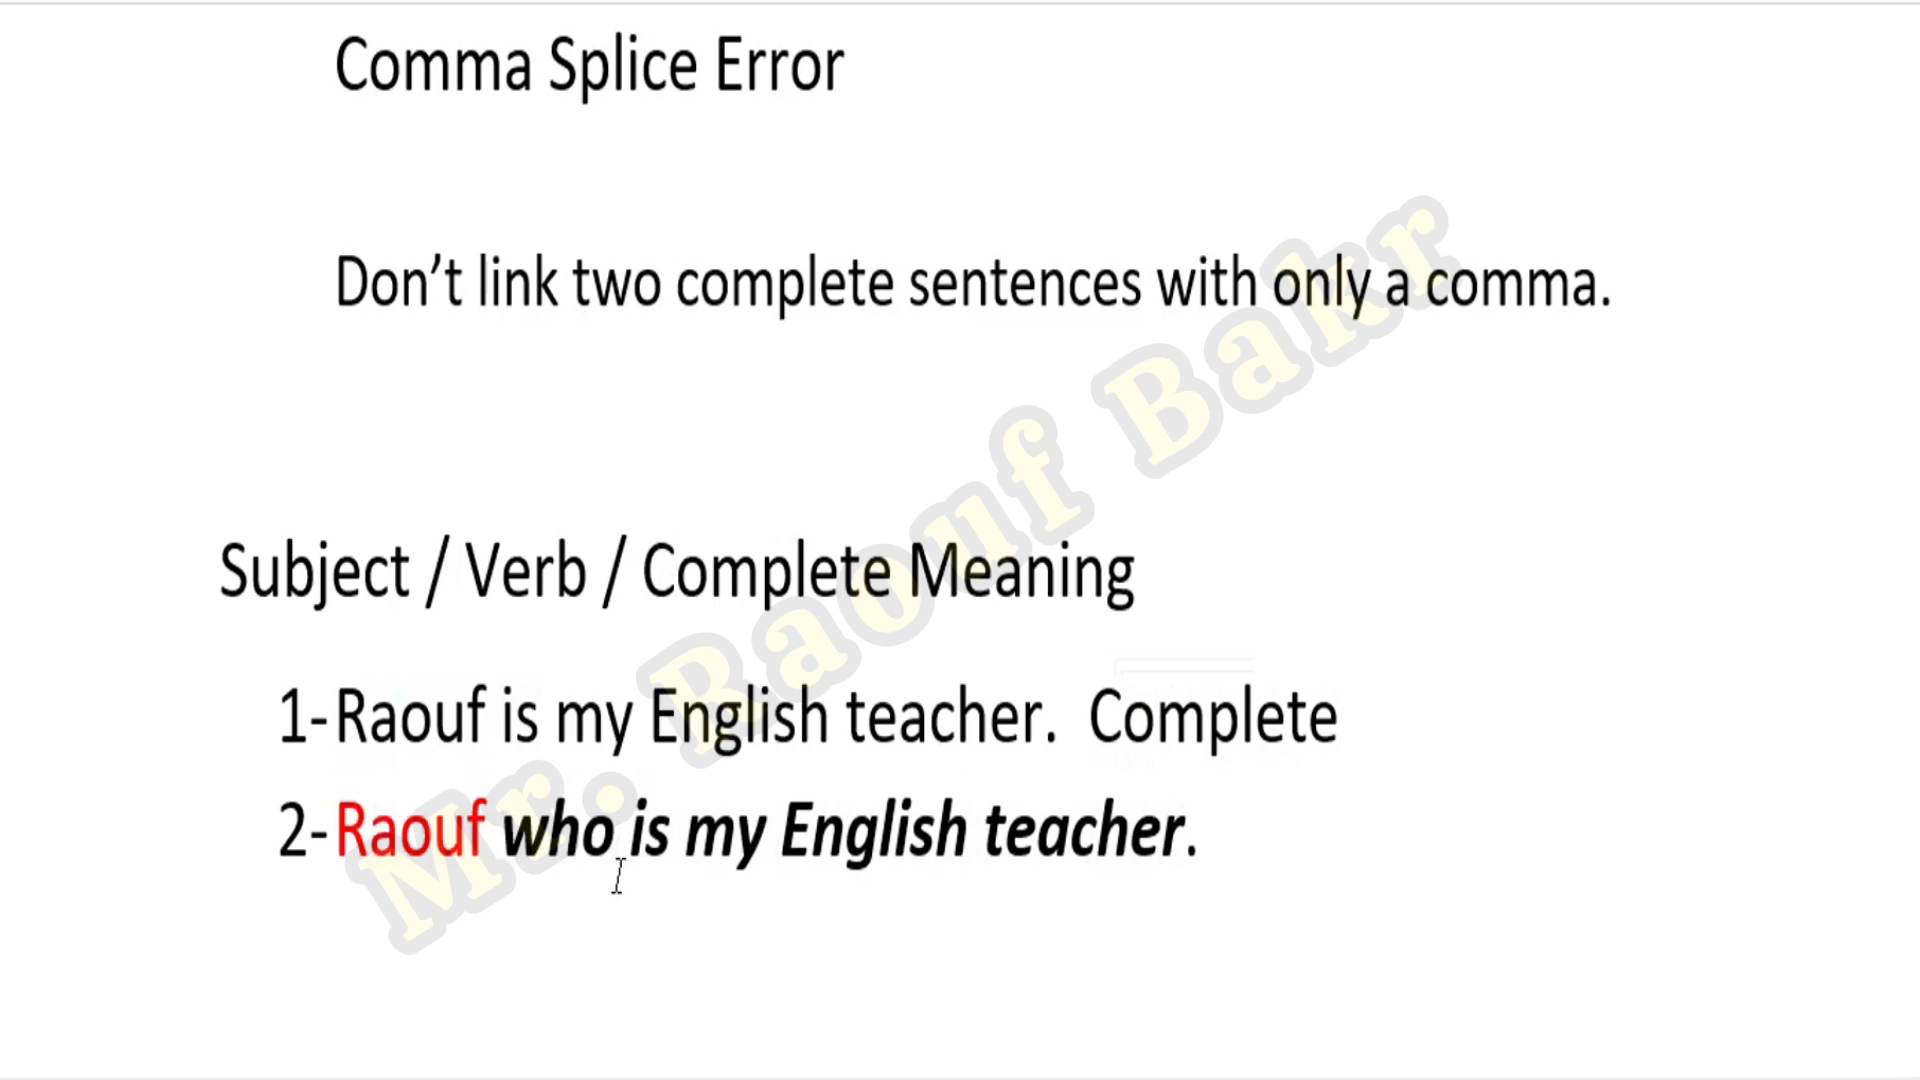 Comma Splice Error
Don't link two complete sentences with only a comma.
Subject / Verb / Complete Meaning
1-Raouf is my English teacher.  Complete
2-Raouf who is my English teacher.
Mr. Raouf Bakr